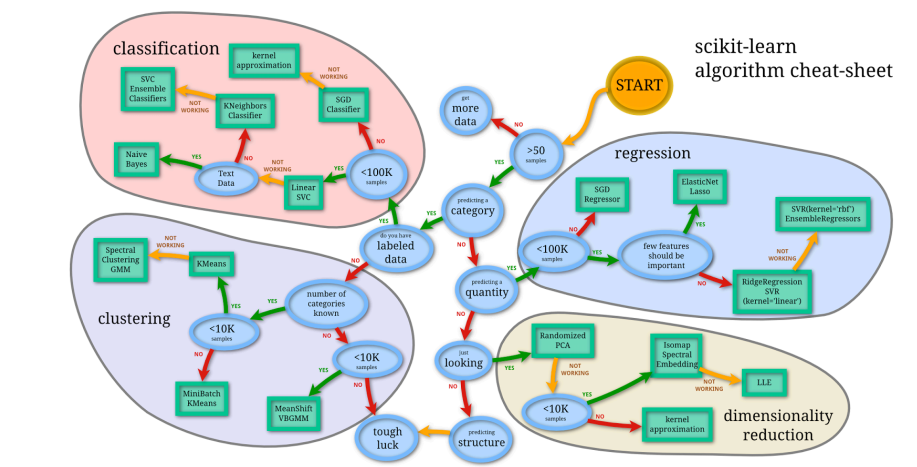 scikit-learn
algorithm cheat-sheet
START
>50
samples
NO
get
more
data
YES
predicting a
category
YES
do you have
labeled
data
YES
NO
classification
kernel
approximation
NOT
WORKING
SGD
Classifier
NO
<100K
samples
YES
Linear
SVC
NOT
WORKING
Text
Data
YES
Naive
Bayes
NO
KNeighbors
Classifier
NOT
WORKING
SVC
Ensemble
Classifiers
clustering
number of
categories
known
YES
<10K
samples
YES
KMeans
NOT
WORKING
Spectral
Clustering
GMM
NO
MiniBatch
KMeans
NO
<10K
samples
YES
MeanShift
VBGMM
NO
tough
luck
NO
predicting a
quantity
YES
regression
<100K
samples
NO
SGD
Regressor
YES
few features
should be
important
YES
ElasticNet
Lasso
NO
RidgeRegression
SVR
(kernel='linear')
NOT
WORKING
SVR(kernel='rbf')
EnsembleRegressors
NO
just
looking
YES
dimensionality
reduction
Randomized
PCA
NOT
WORKING
<10K
samples
YES
Isomap
Spectral
Embedding
NOT
WORKING
LLE
NO
kernel
approximation
NO
predicting
structure